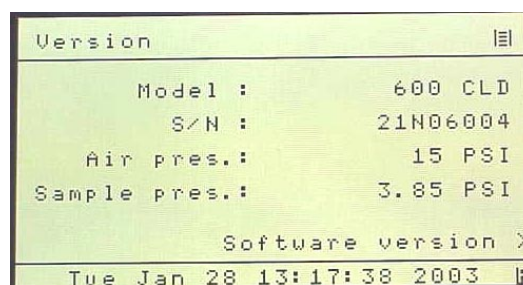 Version
Model : 600 CLD
S/N : 21N06004
Air pres.: 15 PSI
Sample pres.: 3.85 PSI
Software version >
Tue Jan 28 13:17:38 2003